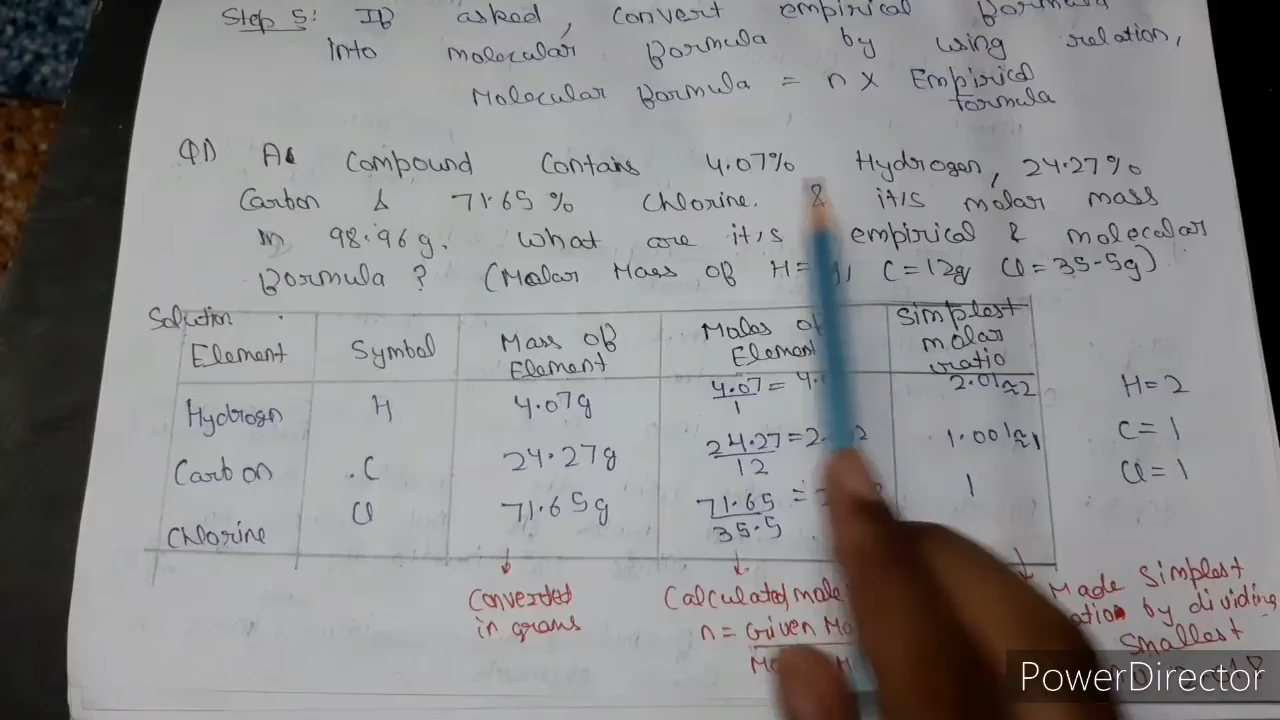 Step 5: If asked, convert empirical formula
into molecular formula by using relation,
Molecular formula = n x Empirical
formula
Q1) A Compound Contains 4.07% Hydrogen, 24.27%
Carbon & 71.65% Chlorine. & it's molar mass
is 98.96g. What are it's empirical & molecular
formula? (Molar Mass of H= C=12g Cl=35.5g)
Solution
Element Symbol Mass of Element Moles of Element Simplest molar ratio
Hydrogn H 4.07g 4.07/1 = 2.01≈2 H=2
Carbon C 24.27g 24.27/12 = 1.001≈1 C=1
Chlorine Cl 71.65g 71.65/35.5 = 1 Cl=1
Converted in grams
Calculated mole
n= Given
Made Simplest
by dividing
Smallest
PowerDirector